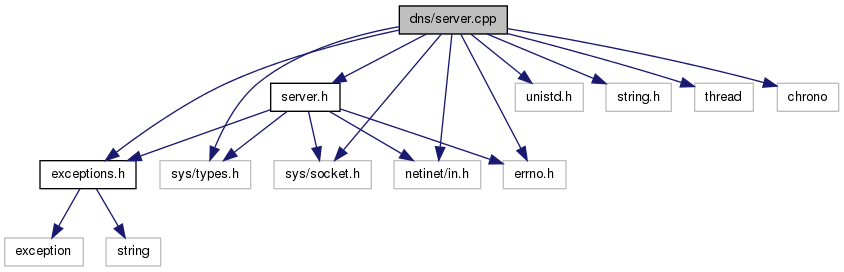 dns/server.cpp
server.h
unistd.h
string.h
thread
chrono
exceptions.h
sys/types.h
sys/socket.h
netinet/in.h
errno.h
exception
string